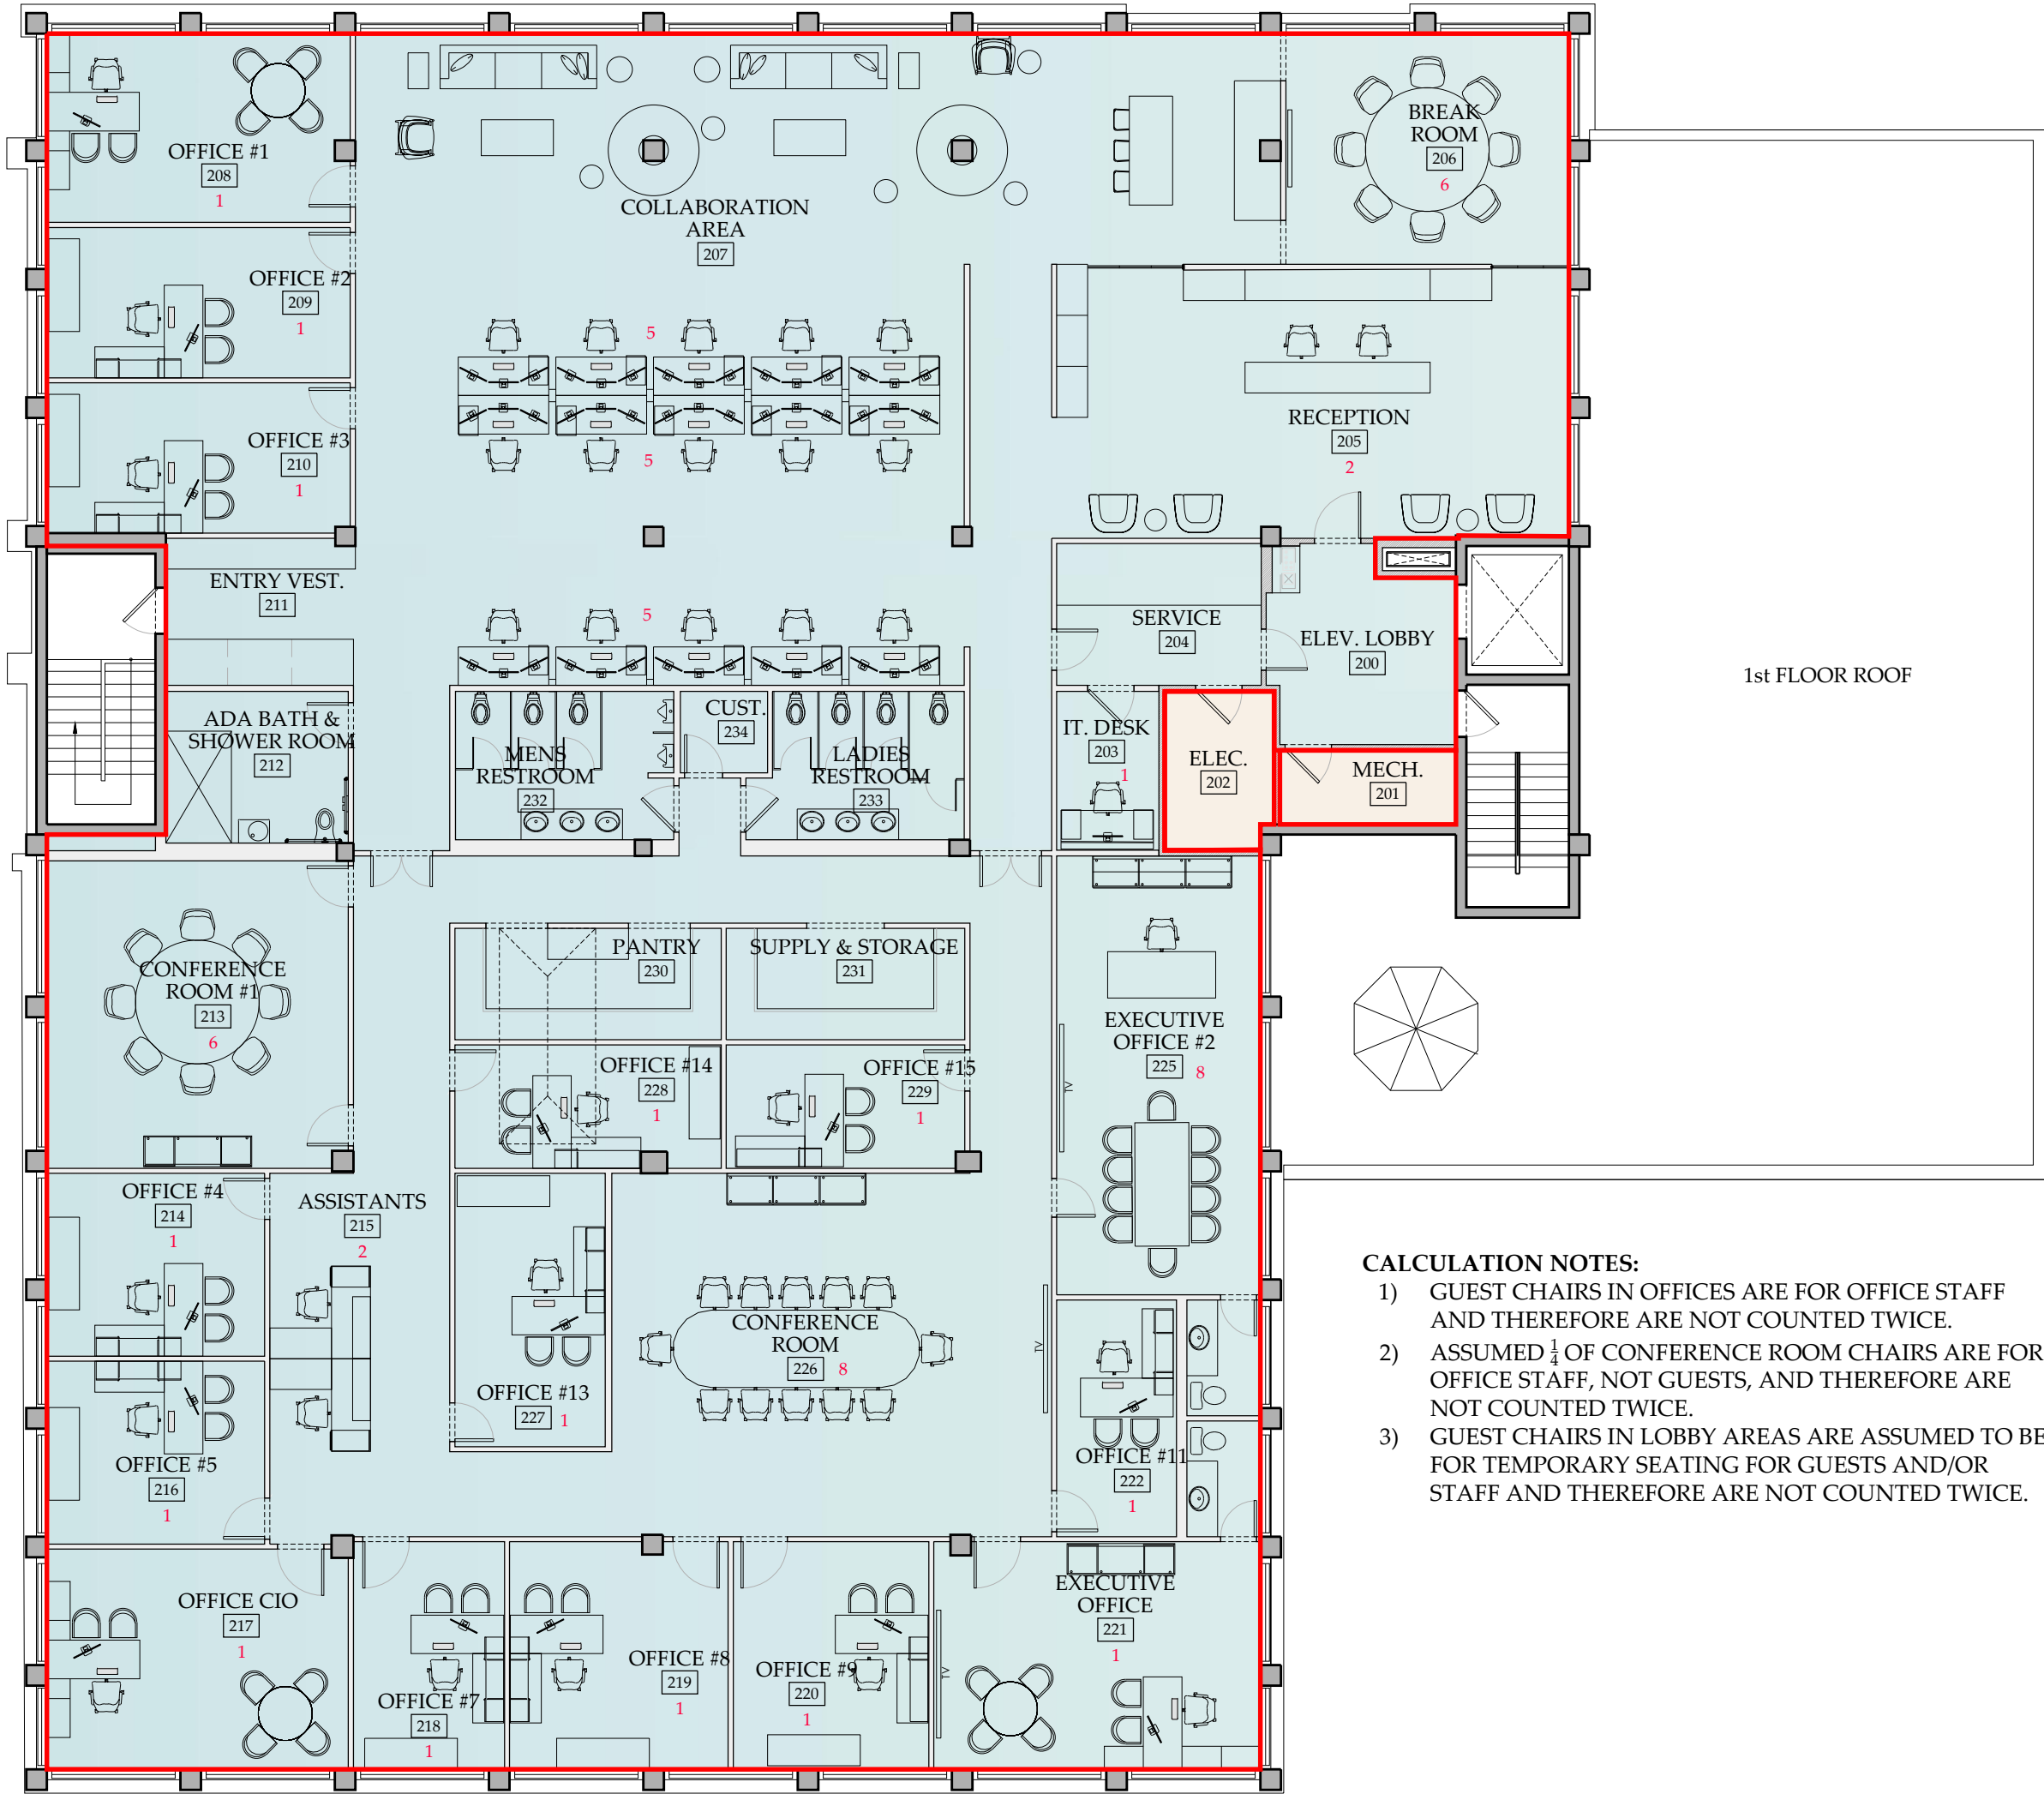 OFFICE #1
208
1
COLLABORATION
AREA
207
BREAK
ROOM
206
6
OFFICE #2
209
1
5
OFFICE #3
210
1
5
RECEPTION
205
2
ENTRY VEST.
211
5
SERVICE
204
ELEV. LOBBY
200
1st FLOOR ROOF
ADA BATH &
SHOWER ROOM
212
MENS
RESTROOM
232
CUST.
234
LADIES
RESTROOM
233
IT. DESK
203
1
ELEC.
202
MECH.
201
CONFERENCE
ROOM #1
213
6
PANTRY
230
SUPPLY & STORAGE
231
EXECUTIVE
OFFICE #2
225 8
TV
OFFICE #14
228
1
OFFICE #15
229
1
OFFICE #4
214
1
ASSISTANTS
215
2
OFFICE #13
227 1
CONFERENCE
ROOM
226 8
TV
OFFICE #5
216
1
OFFICE #11
222
1
OFFICE CIO
217
1
OFFICE #7
218
1
OFFICE #8
219
1
OFFICE #9
220
1
TV
EXECUTIVE
OFFICE
221
1
CALCULATION NOTES:
1) GUEST CHAIRS IN OFFICES ARE FOR OFFICE STAFF
AND THEREFORE ARE NOT COUNTED TWICE.
2) ASSUMED 1/4 OF CONFERENCE ROOM CHAIRS ARE FOR
OFFICE STAFF, NOT GUESTS, AND THEREFORE ARE
NOT COUNTED TWICE.
3) GUEST CHAIRS IN LOBBY AREAS ARE ASSUMED TO BE
FOR TEMPORARY SEATING FOR GUESTS AND/OR
STAFF AND THEREFORE ARE NOT COUNTED TWICE.